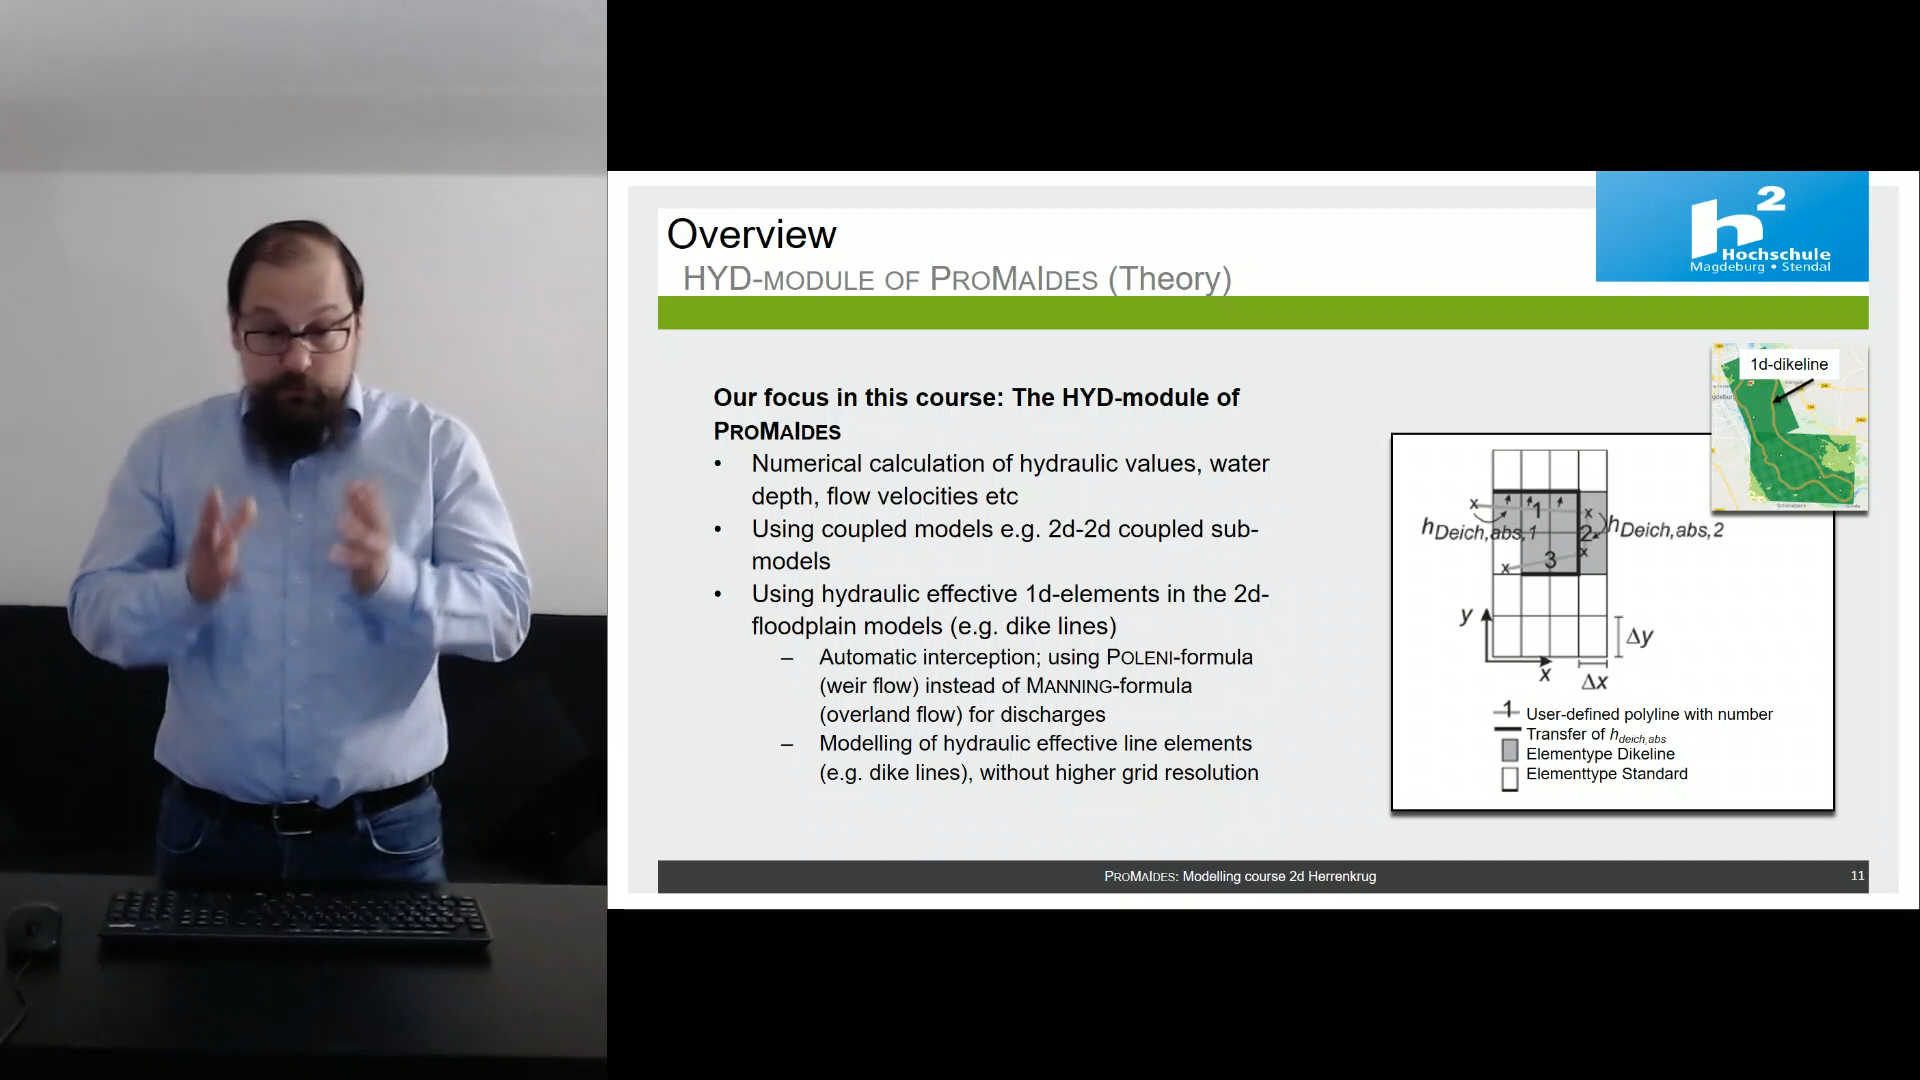 Overview
HYD-MODULE OF PROMAIDES (Theory)
h2
Hochschule
Magdeburg • Stendal
1d-dikeline
Our focus in this course: The HYD-module of
PROMAIDES
• Numerical calculation of hydraulic values, water
depth, flow velocities etc
• Using coupled models e.g. 2d-2d coupled sub-
models
• Using hydraulic effective 1d-elements in the 2d-
floodplain models (e.g. dike lines)
– Automatic interception; using POLENI-formula
(weir flow) instead of MANNING-formula
(overland flow) for discharges
– Modelling of hydraulic effective line elements
(e.g. dike lines), without higher grid resolution
x 1 x
hDeich,abs,1 2 hDeich,abs,2
x 3 x
y
Δy
x Δx
1 User-defined polyline with number
Transfer of hdeich,abs
Elementype Dikeline
Elementtype Standard
PROMAIDES: Modelling course 2d Herrenkrug
11